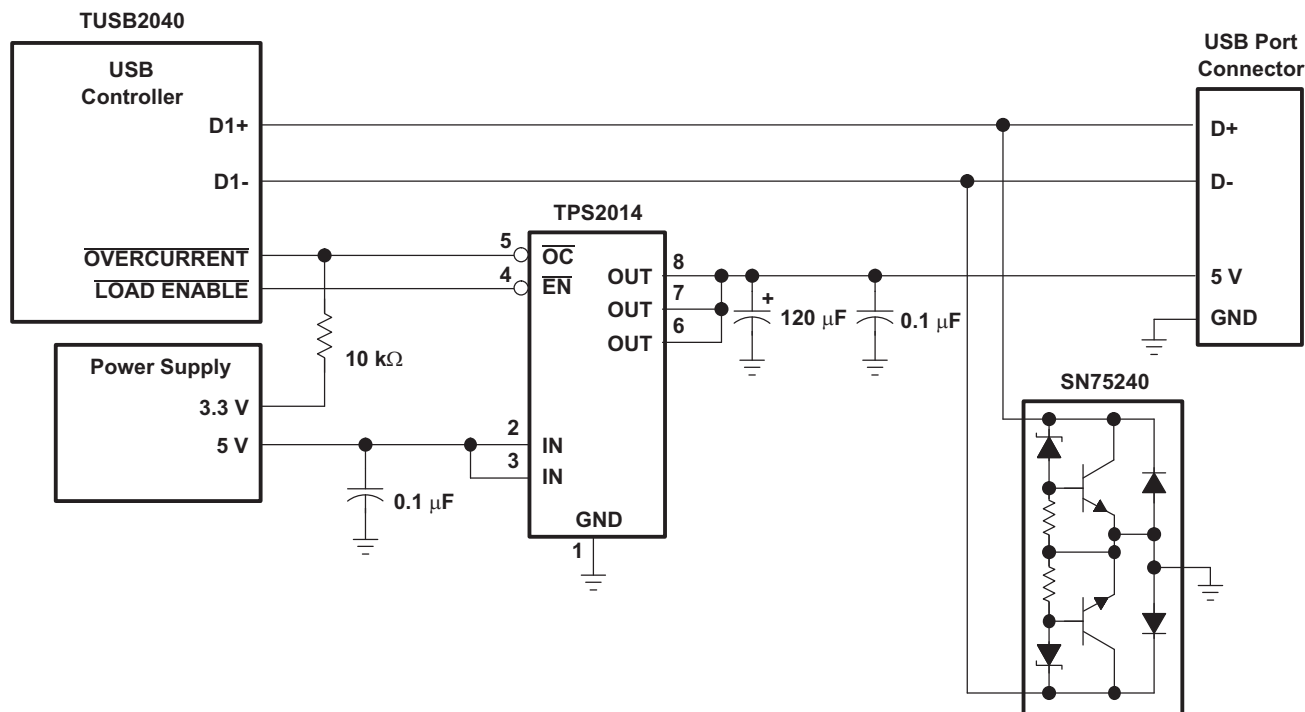 TUSB2040
USB
Controller
D1+
D1-
OVERCURRENT
LOAD ENABLE
Power Supply
3.3 V
5 V
10 kΩ
0.1 μF
TPS2014
5
OC
4
EN
2
IN
3
IN
GND
1
OUT
8
OUT
7
OUT
6
+
120 μF
0.1 μF
USB Port
Connector
D+
D-
5 V
GND
SN75240